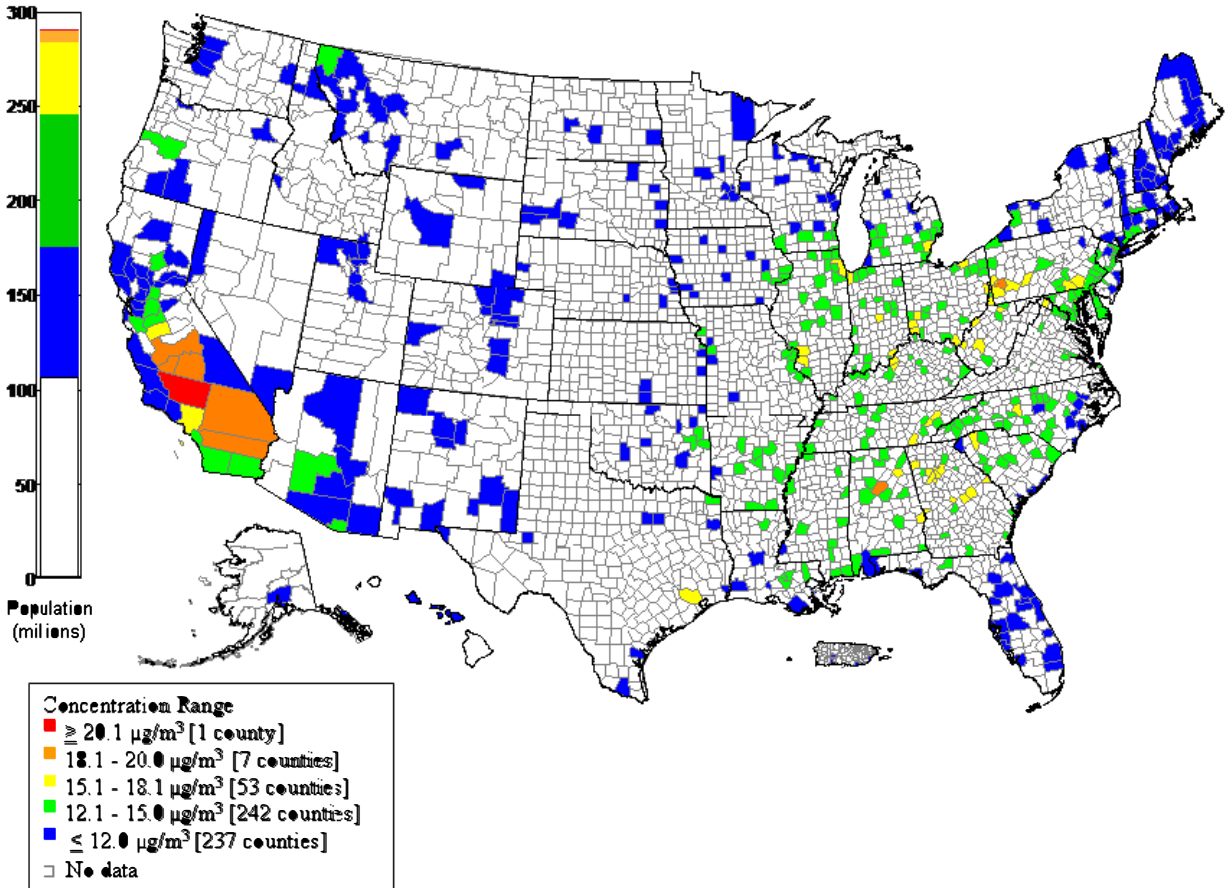 300
250
200
150
100
50
0
Population
(millions)
Concentration Range
≥ 20.1 µg/m³ [1 county]
18.1 - 20.0 µg/m³ [7 counties]
15.1 - 18.1 µg/m³ [53 counties]
12.1 - 15.0 µg/m³ [242 counties]
≤ 12.0 µg/m³ [237 counties]
No data